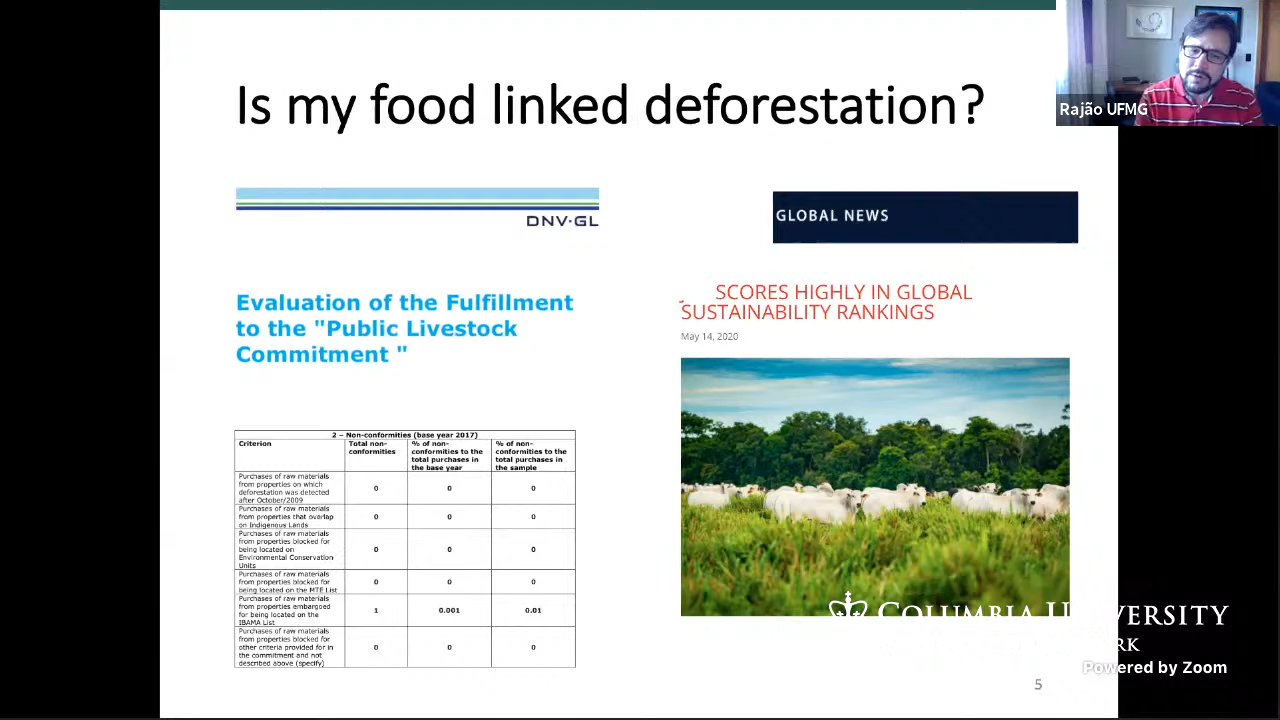 Is my food linked deforestation?
Rajão UFMG
DNV·GL
GLOBAL NEWS
Evaluation of the Fulfillment
to the "Public Livestock
Commitment "
SCORES HIGHLY IN GLOBAL
SUSTAINABILITY RANKINGS
May 14, 2020
2 – Non-conformities (base year 2017)
Criterion
Total non-
conformities
% of non-
conformities to the
total purchases in
the base year
% of non-
conformities to the
total purchases in
the sample
Purchases of raw materials
from properties on which
deforestation was detected
after October/2009
0
0
0
Purchases of raw materials
from properties that overlap
on Indigenous Lands
0
0
0
Purchases of raw materials
from properties blocked for
being located on
Environmental Conservation
Units
0
0
0
Purchases of raw materials
from properties blocked for
being located on the MTE List
0
0
0
Purchases of raw materials
from properties embargoed
for being located on the
IBAMA List
1
0.001
0.01
Purchases of raw materials
from properties blocked for
other criteria provided for in
the commitment and not
described above (specify)
0
0
0
COLUMBIA UNIVERSITY
RK
Powered by Zoom
5